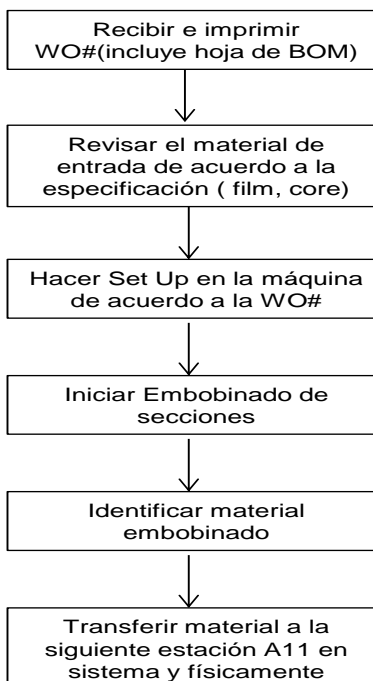 Recibir e imprimir
WO#(incluye hoja de BOM)
Revisar el material de
entrada de acuerdo a la
especificación ( film, core)
Hacer Set Up en la máquina
de acuerdo a la WO#
Iniciar Embobinado de
secciones
Identificar material
embobinado
Transferir material a la
siguiente estación A11 en
sistema y físicamente